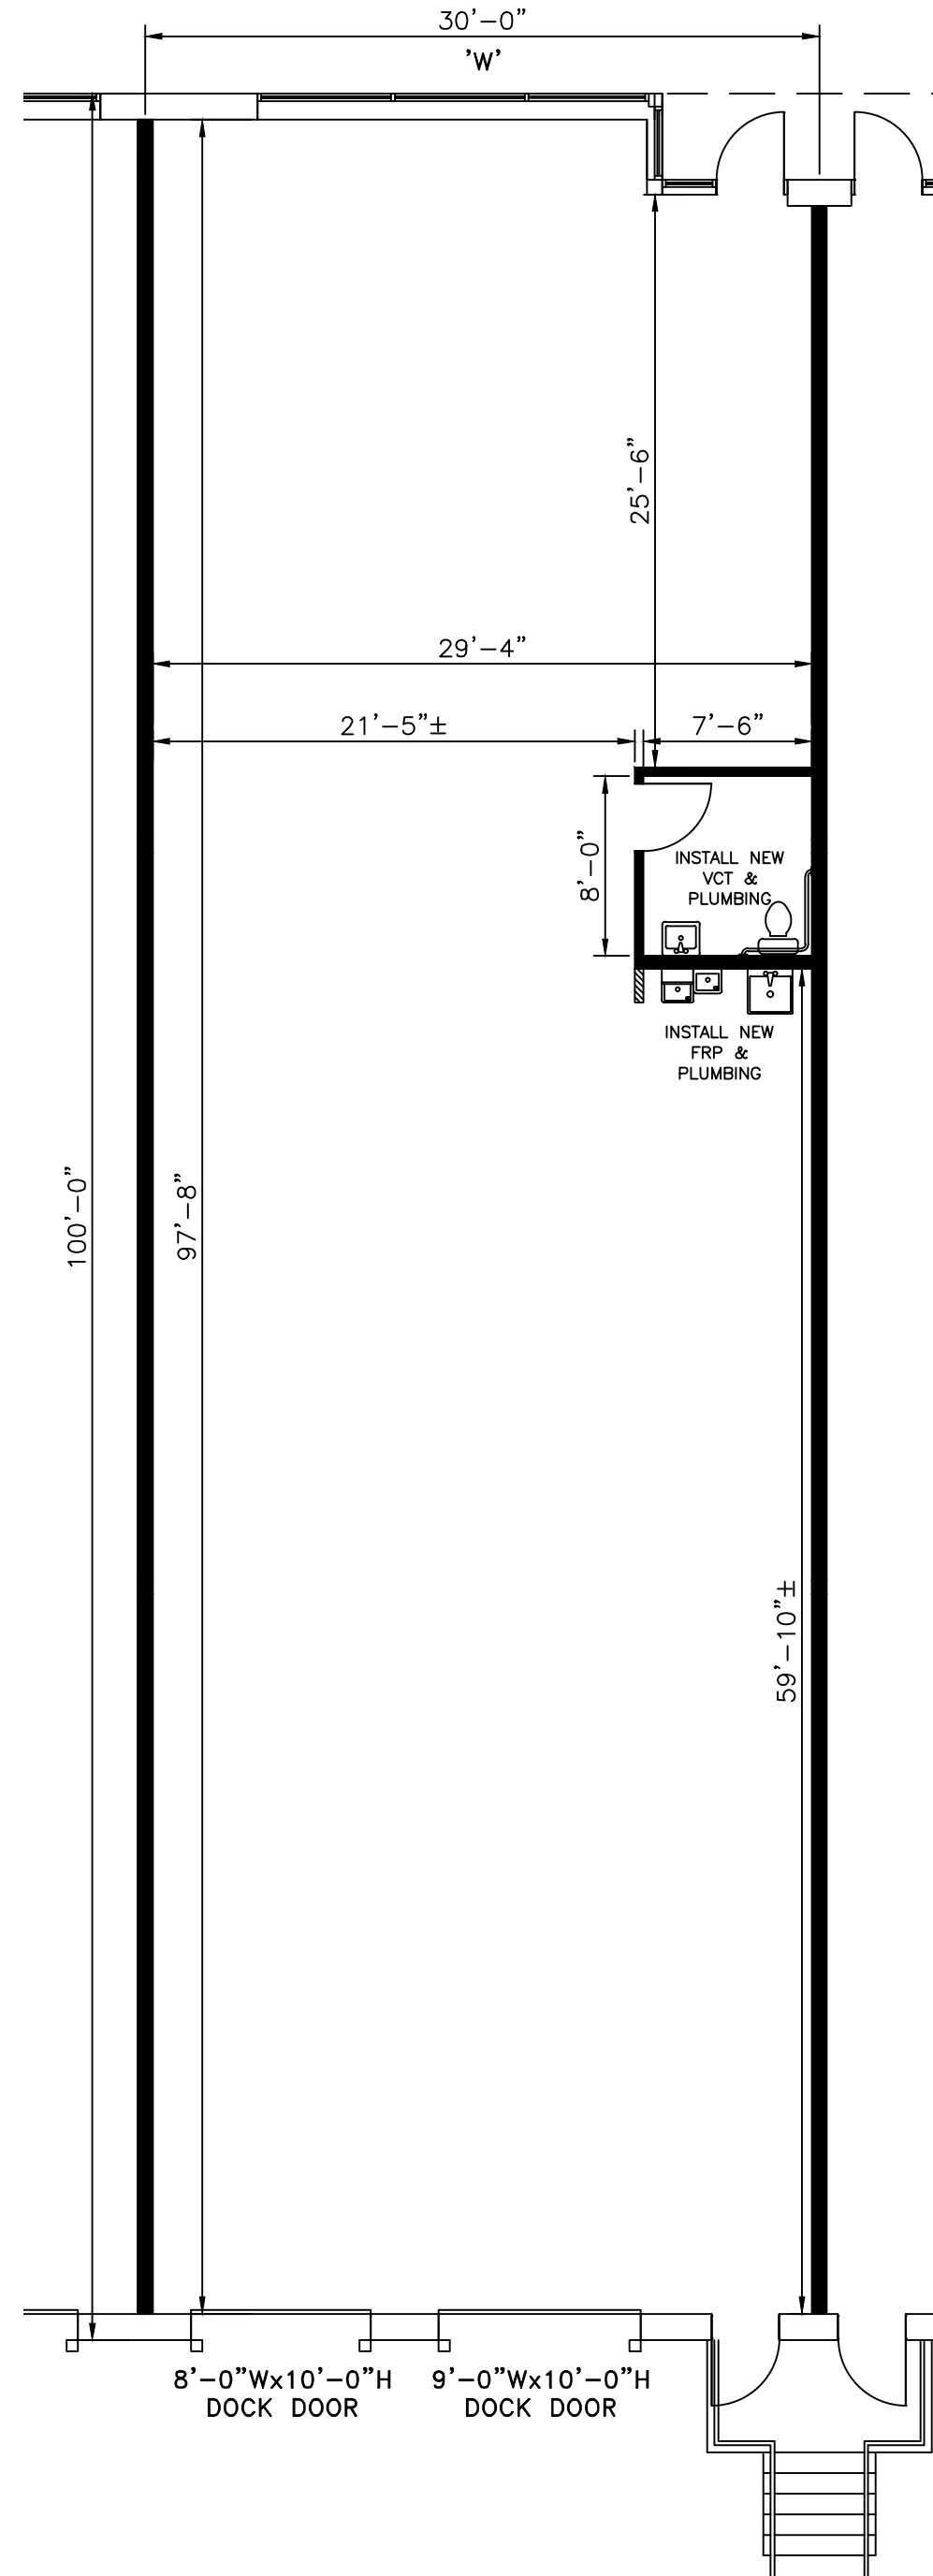 30'-0"
'W'
25'-6"
29'-4"
21'-5"±
7'-6"
8'-0"
INSTALL NEW
VCT &
PLUMBING
INSTALL NEW
FRP &
PLUMBING
100'-0"
97'-8"
59'-10"±
8'-0"Wx10'-0"H
DOCK DOOR
9'-0"Wx10'-0"H
DOCK DOOR